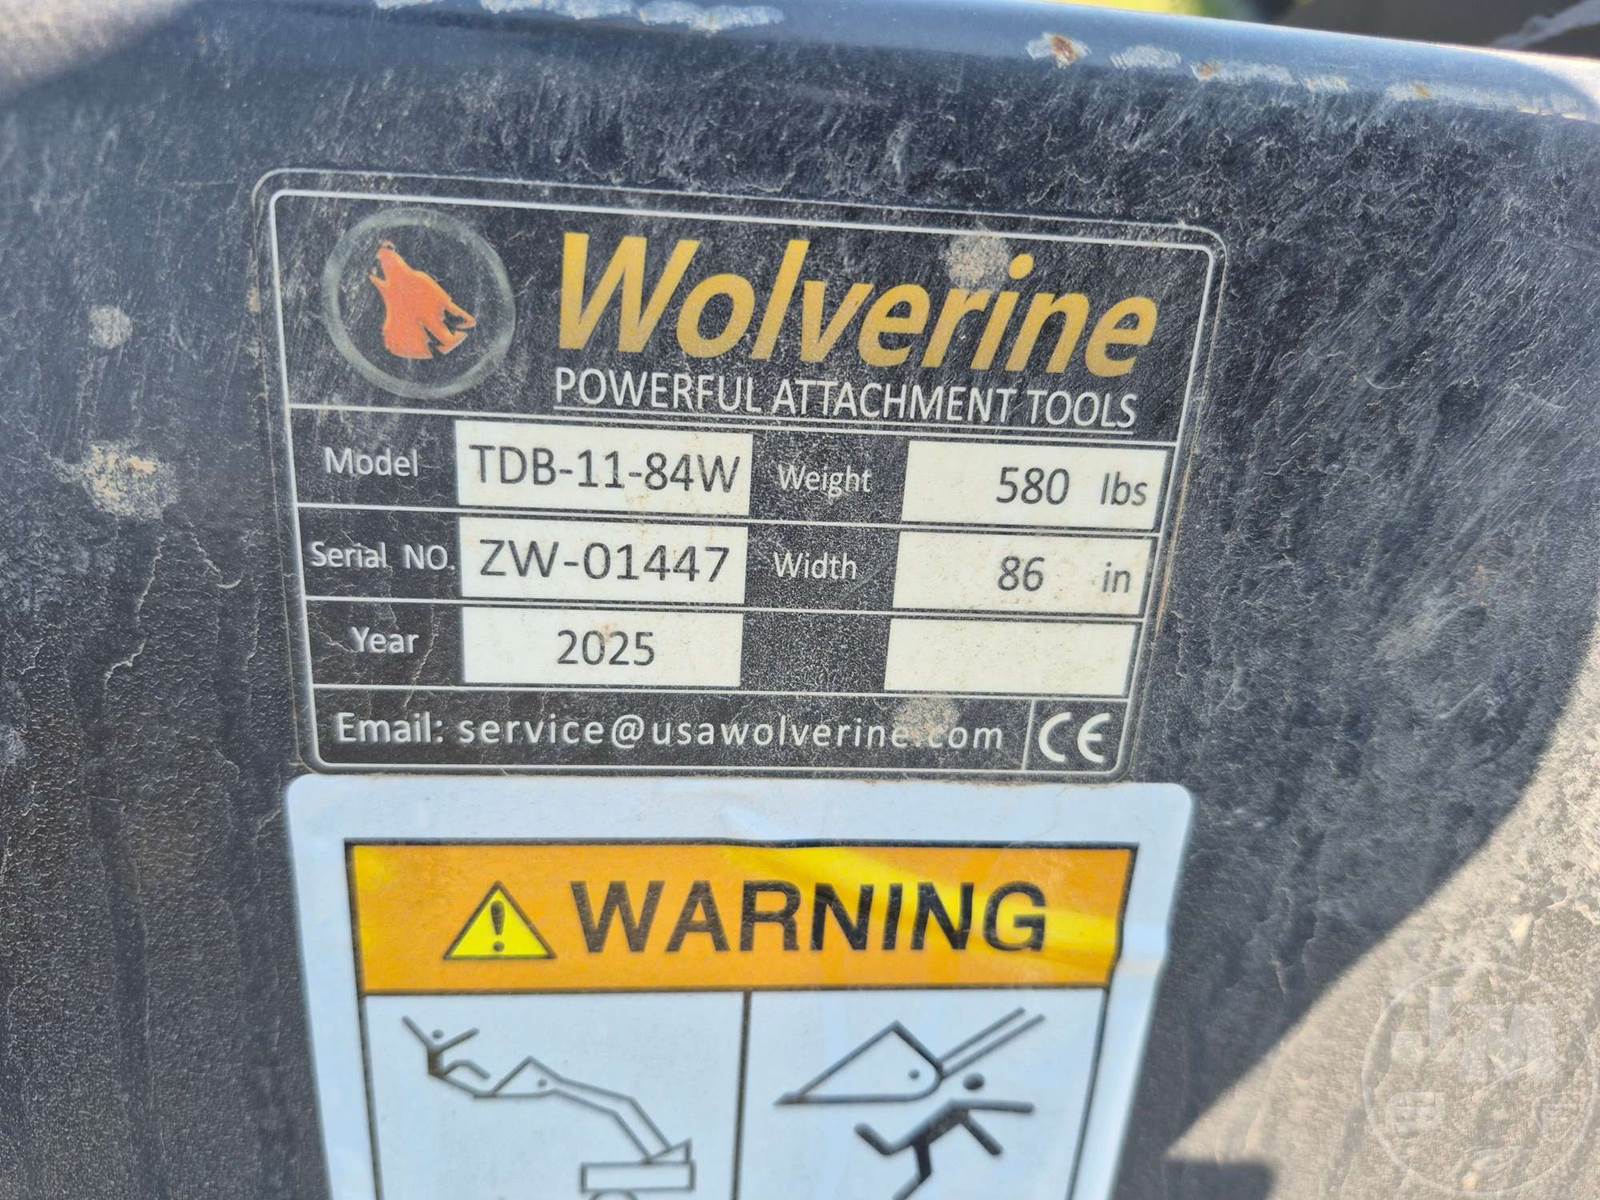 Wolverine
POWERFUL ATTACHMENT TOOLS
Model TDB-11-84W Weight 580 lbs
Serial NO. ZW-01447 Width 86 in
Year 2025
Email: service@usawolverine.com CE
WARNING